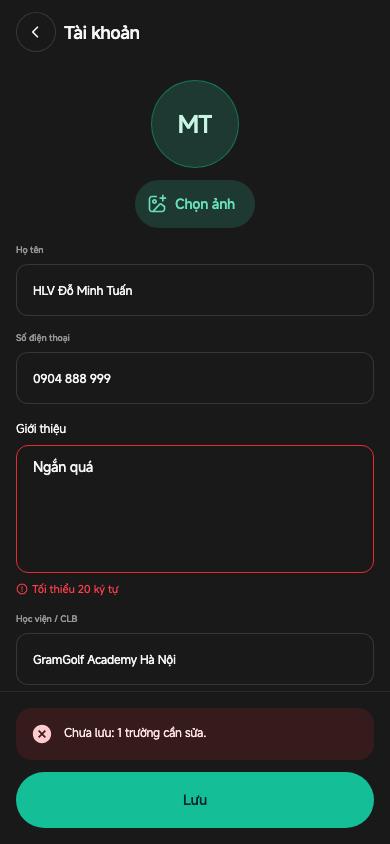 Tài khoản
MT
Chọn ảnh
Họ tên
HLV Đỗ Minh Tuấn
Số điện thoại
0904 888 999
Giới thiệu
Ngắn quá
Tối thiểu 20 ký tự
Học viện / CLB
GramGolf Academy Hà Nội
Chưa lưu: 1 trường cần sửa.
Lưu